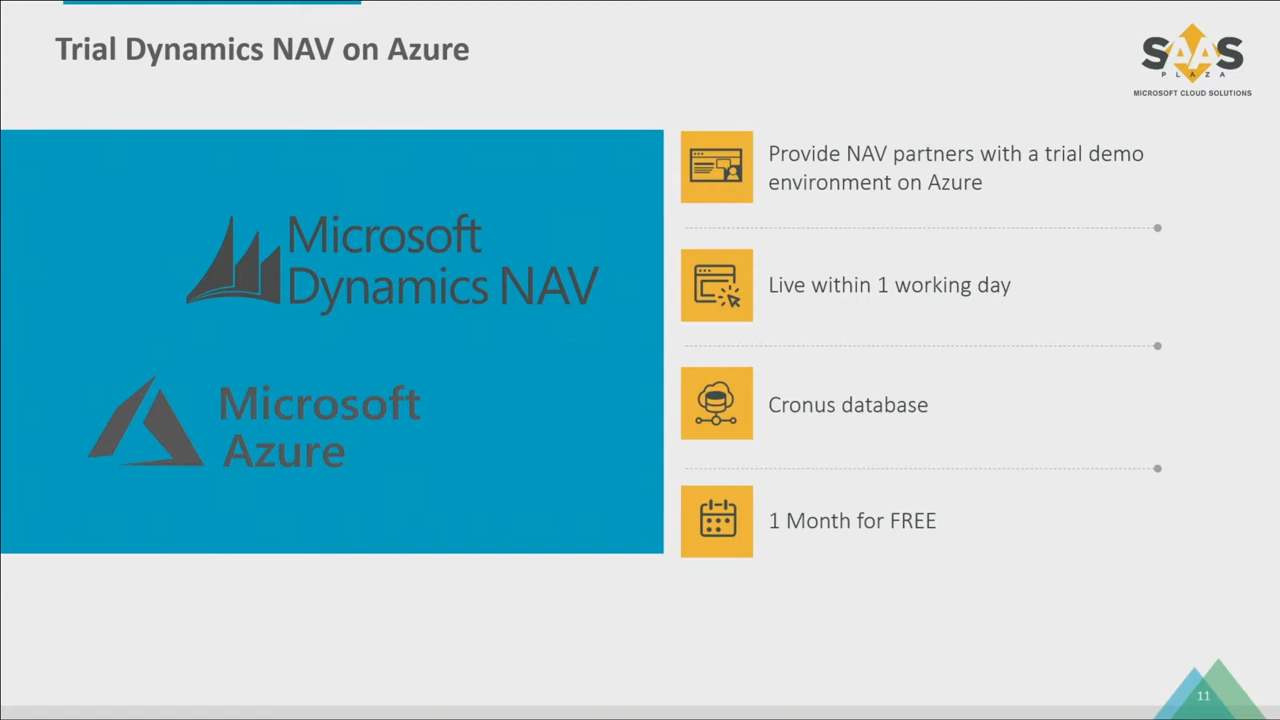 Trial Dynamics NAV on Azure
SAAS
PLAZA
MICROSOFT CLOUD SOLUTIONS
Microsoft
Dynamics NAV
Microsoft
Azure
Provide NAV partners with a trial demo
environment on Azure
Live within 1 working day
Cronus database
1 Month for FREE
11